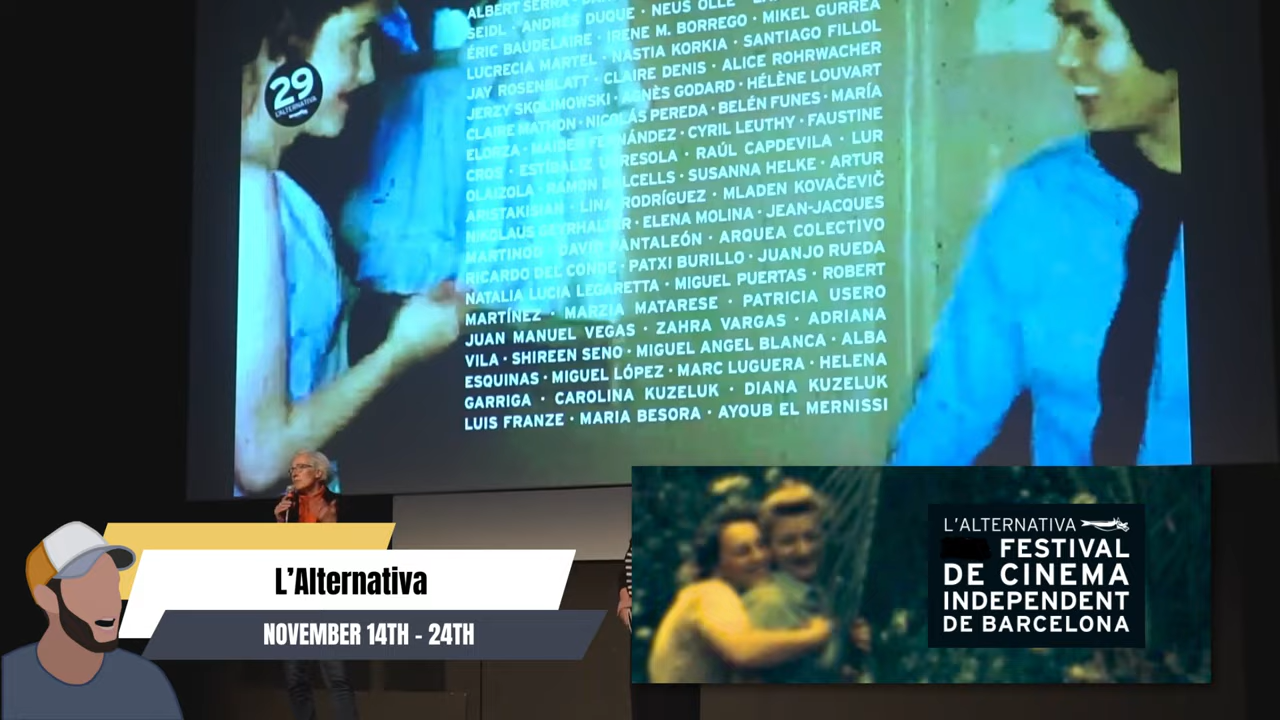 ALBERT SERRA
SEIDL · ANDRÉS DUQUE · NEUS OLLÉ
ÉRIC BAUDELAIRE · IRENE M. BORREGO · MIKEL GURREA
LUCRECIA MARTEL · NASTIA KORKIA · SANTIAGO FILLOL
JAY ROSENBLATT · CLAIRE DENIS · ALICE ROHRWACHER
JERZY SKOLIMOWSKI · AGNÈS GODARD · HÉLÈNE LOUVART
CLAIRE MATHON · NICOLÁS PEREDA · BELÉN FUNES · MARÍA
ELORZA · MAIDER FERNÁNDEZ · CYRIL LEUTHY · FAUSTINE
CROS · ESTÍBALIZ URRESOLA · RAÚL CAPDEVILA · LUR
OLAIZOLA · RAMON BALCELLS · SUSANNA HELKE · ARTUR
ARISTAKISIAN · LINA RODRÍGUEZ · MLADEN KOVAČEVIĆ
NIKOLAUS GEYRHALTER · ELENA MOLINA · JEAN-JACQUES
MARTINOD · DAVID PANTALEÓN · ARQUEA COLECTIVO
RICARDO DEL CONDE · PATXI BURILLO · JUANJO RUEDA
NATALIA LUCIA LEGARETTA · MIGUEL PUERTAS · ROBERT
MARTÍNEZ · MARZIA MATARESE · PATRICIA USERO
JUAN MANUEL VEGAS · ZAHRA VARGAS · ADRIANA
VILA · SHIREEN SENO · MIGUEL ANGEL BLANCA · ALBA
ESQUINAS · MIGUEL LÓPEZ · MARC LUGUERA · HELENA
GARRIGA · CAROLINA KUZELUK · DIANA KUZELUK
LUIS FRANZE · MARIA BESORA · AYOUB EL MERNISSI
29
L'ALTERNATIVA
L'Alternativa
NOVEMBER 14TH - 24TH
L'ALTERNATIVA
FESTIVAL
DE CINEMA
INDEPENDENT
DE BARCELONA